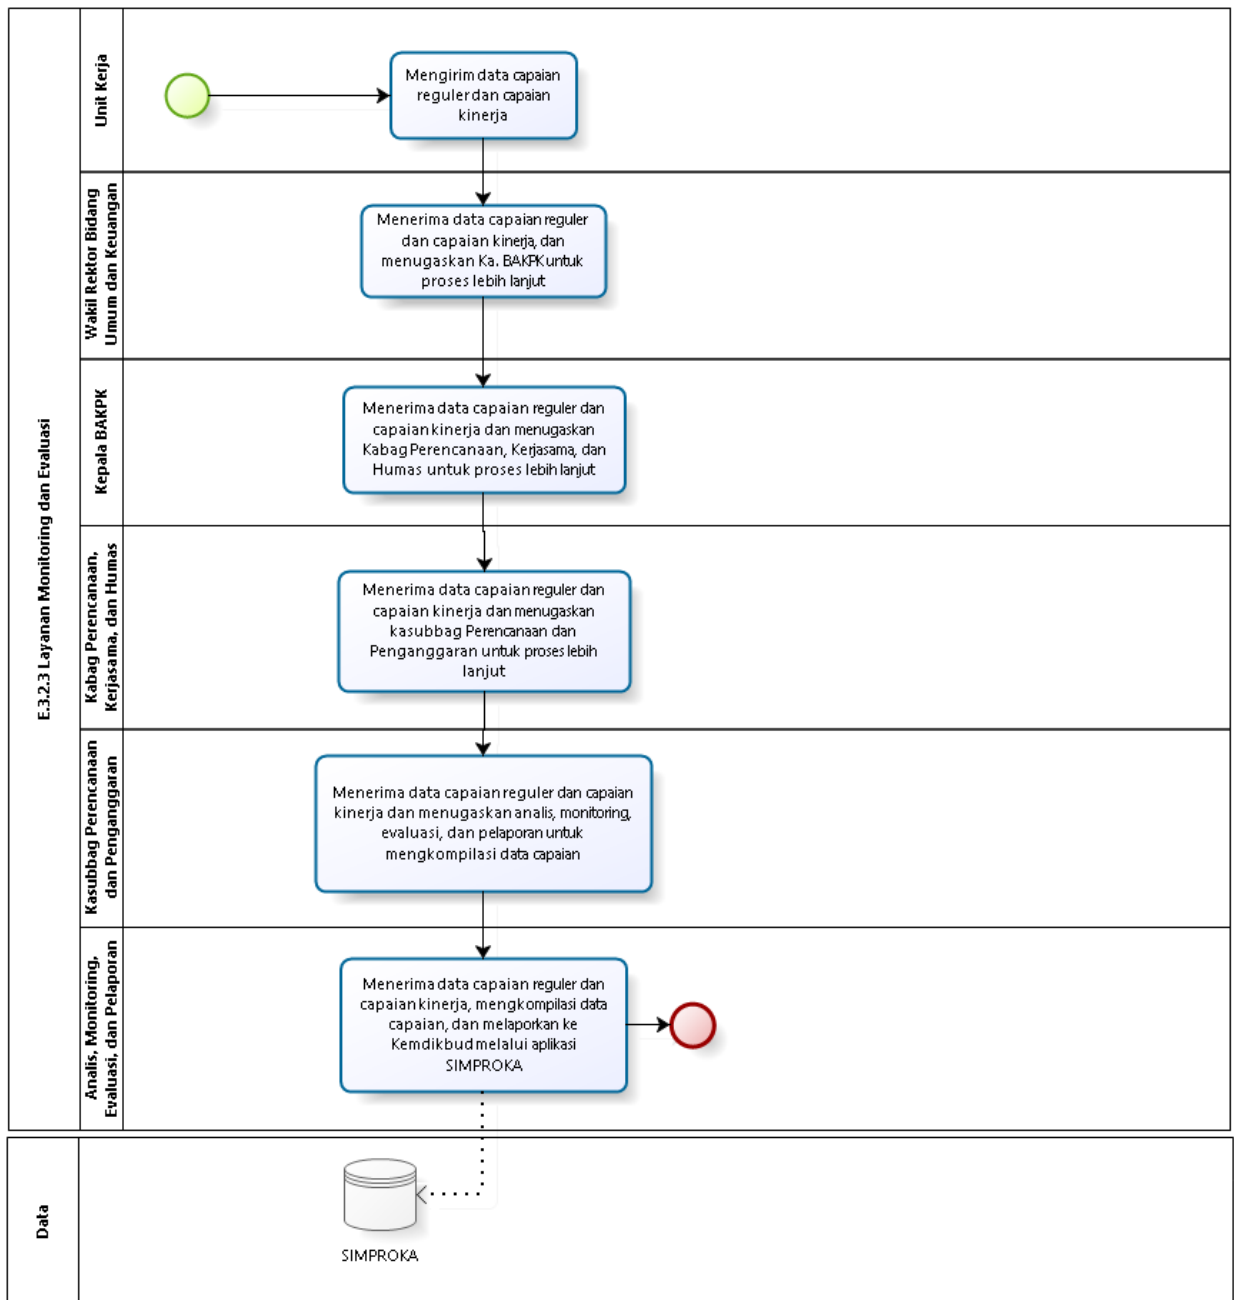 E.3.2.3 Layanan Monitoring dan Evaluasi
Unit Kerja
Mengirim data capaian
reguler dan capaian
kinerja
Wakil Rektor Bidang
Umum dan Keuangan
Menerima data capaian reguler
dan capaian kinerja, dan
menugaskan Ka. BAKPK untuk
proses lebih lanjut
Kepala BAKPK
Menerima data capaian reguler dan
capaian kinerja dan menugaskan
Kabag Perencanaan, Kerjasama, dan
Humas untuk proses lebih lanjut
Kabag Perencanaan,
Kerjasama, dan Humas
Menerima data capaian reguler dan
capaian kinerja dan menugaskan
kasubbag Perencanaan dan
Penganggaran untuk proses lebih
lanjut
Kasubbag Perencanaan
dan Penganggaran
Menerima data capaian reguler dan capaian
kinerja dan menugaskan analis, monitoring,
evaluasi, dan pelaporan untuk
mengkompilasi data capaian
Analis, Monitoring,
Evaluasi, dan Pelaporan
Menerima data capaian reguler dan
capaian kinerja, mengkompilasi data
capaian, dan melaporkan ke
Kemdikbud melalui aplikasi
SIMPROKA
Data
SIMPROKA